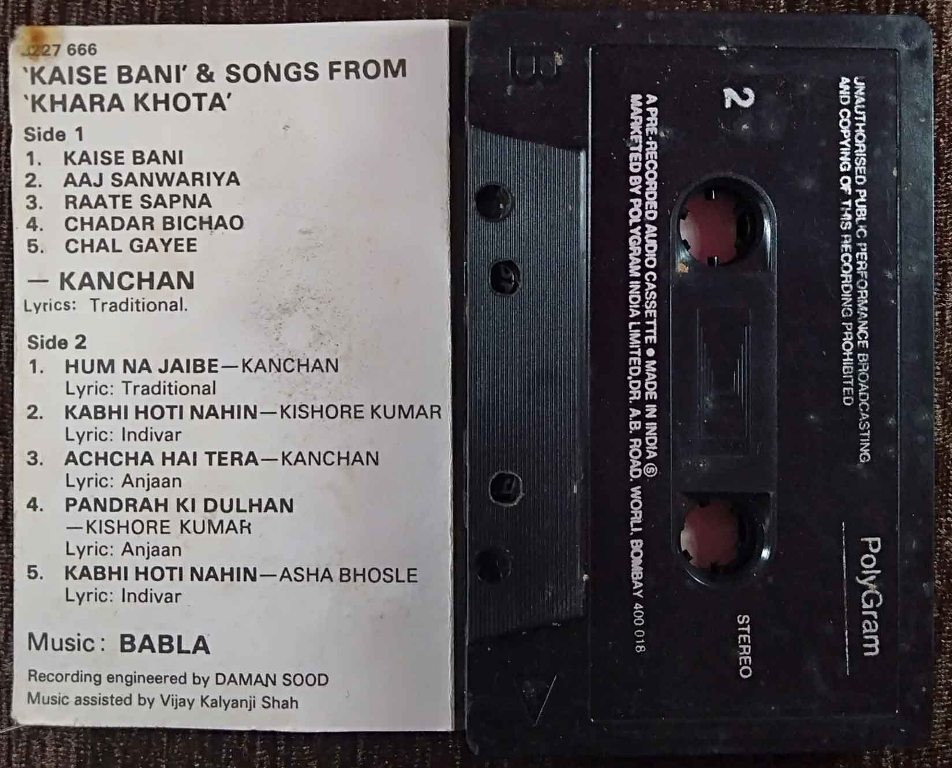 227 666
'KAISE BANI' & SONGS FROM
'KHARA KHOTA'
Side 1
1. KAISE BANI
2. AAJ SANWARIYA
3. RAATE SAPNA
4. CHADAR BICHAO
5. CHAL GAYEE
— KANCHAN
Lyrics: Traditional.
Side 2
1. HUM NA JAIBE—KANCHAN
Lyric: Traditional
2. KABHI HOTI NAHIN—KISHORE KUMAR
Lyric: Indivar
3. ACHCHA HAI TERA—KANCHAN
Lyric: Anjaan
4. PANDRAH KI DULHAN
—KISHORE KUMAR
Lyric: Anjaan
5. KABHI HOTI NAHIN—ASHA BHOSLE
Lyric: Indivar
Music: BABLA
Recording engineered by DAMAN SOOD
Music assisted by Vijay Kalyanji Shah
UNAUTHORISED PUBLIC PERFORMANCE BROADCASTING
AND COPYING OF THIS RECORDING PROHIBITED
PolyGram
2
STEREO
A PRE-RECORDED AUDIO CASSETTE ● MADE IN INDIA Ⓢ
MARKETED BY POLYGRAM INDIA LIMITED, DR. A.B. ROAD. WORLI, BOMBAY 400 018
B